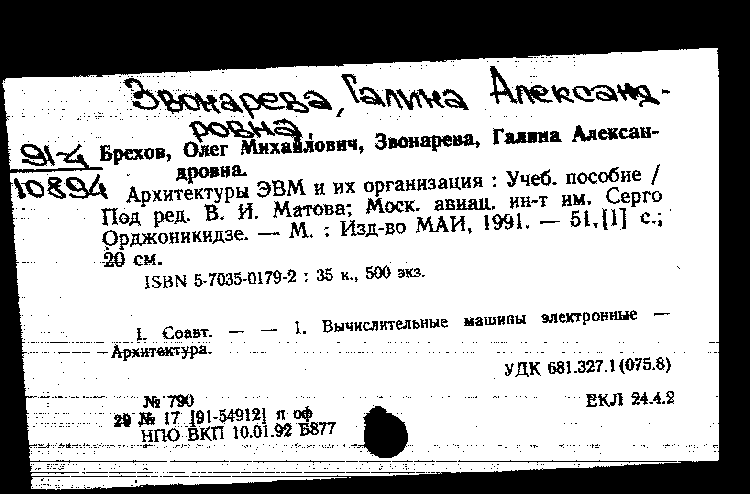 Звонарева, Галина Александ-
ровна.
91-4
10894
Брехов, Олег Михайлович, Звонарева, Галина Алексан-
дровна.
Архитектуры ЭВМ и их организация : Учеб. пособие /
Под ред. В. И. Матова; Моск. авиац. ин-т им. Серго
Орджоникидзе. — М. : Изд-во МАИ, 1991. — 51,[1] с.;
20 см.
ISBN 5-7035-0179-2 : 35 к., 500 экз.
I. Соавт. — — 1. Вычислительные машины электронные —
Архитектура.
УДК 681.327.1(075.8)
№ 790
ЕКЛ 24.4.2
29 № 17 [91-54912] п оф
НПО ВКП 10.01.92 Б877